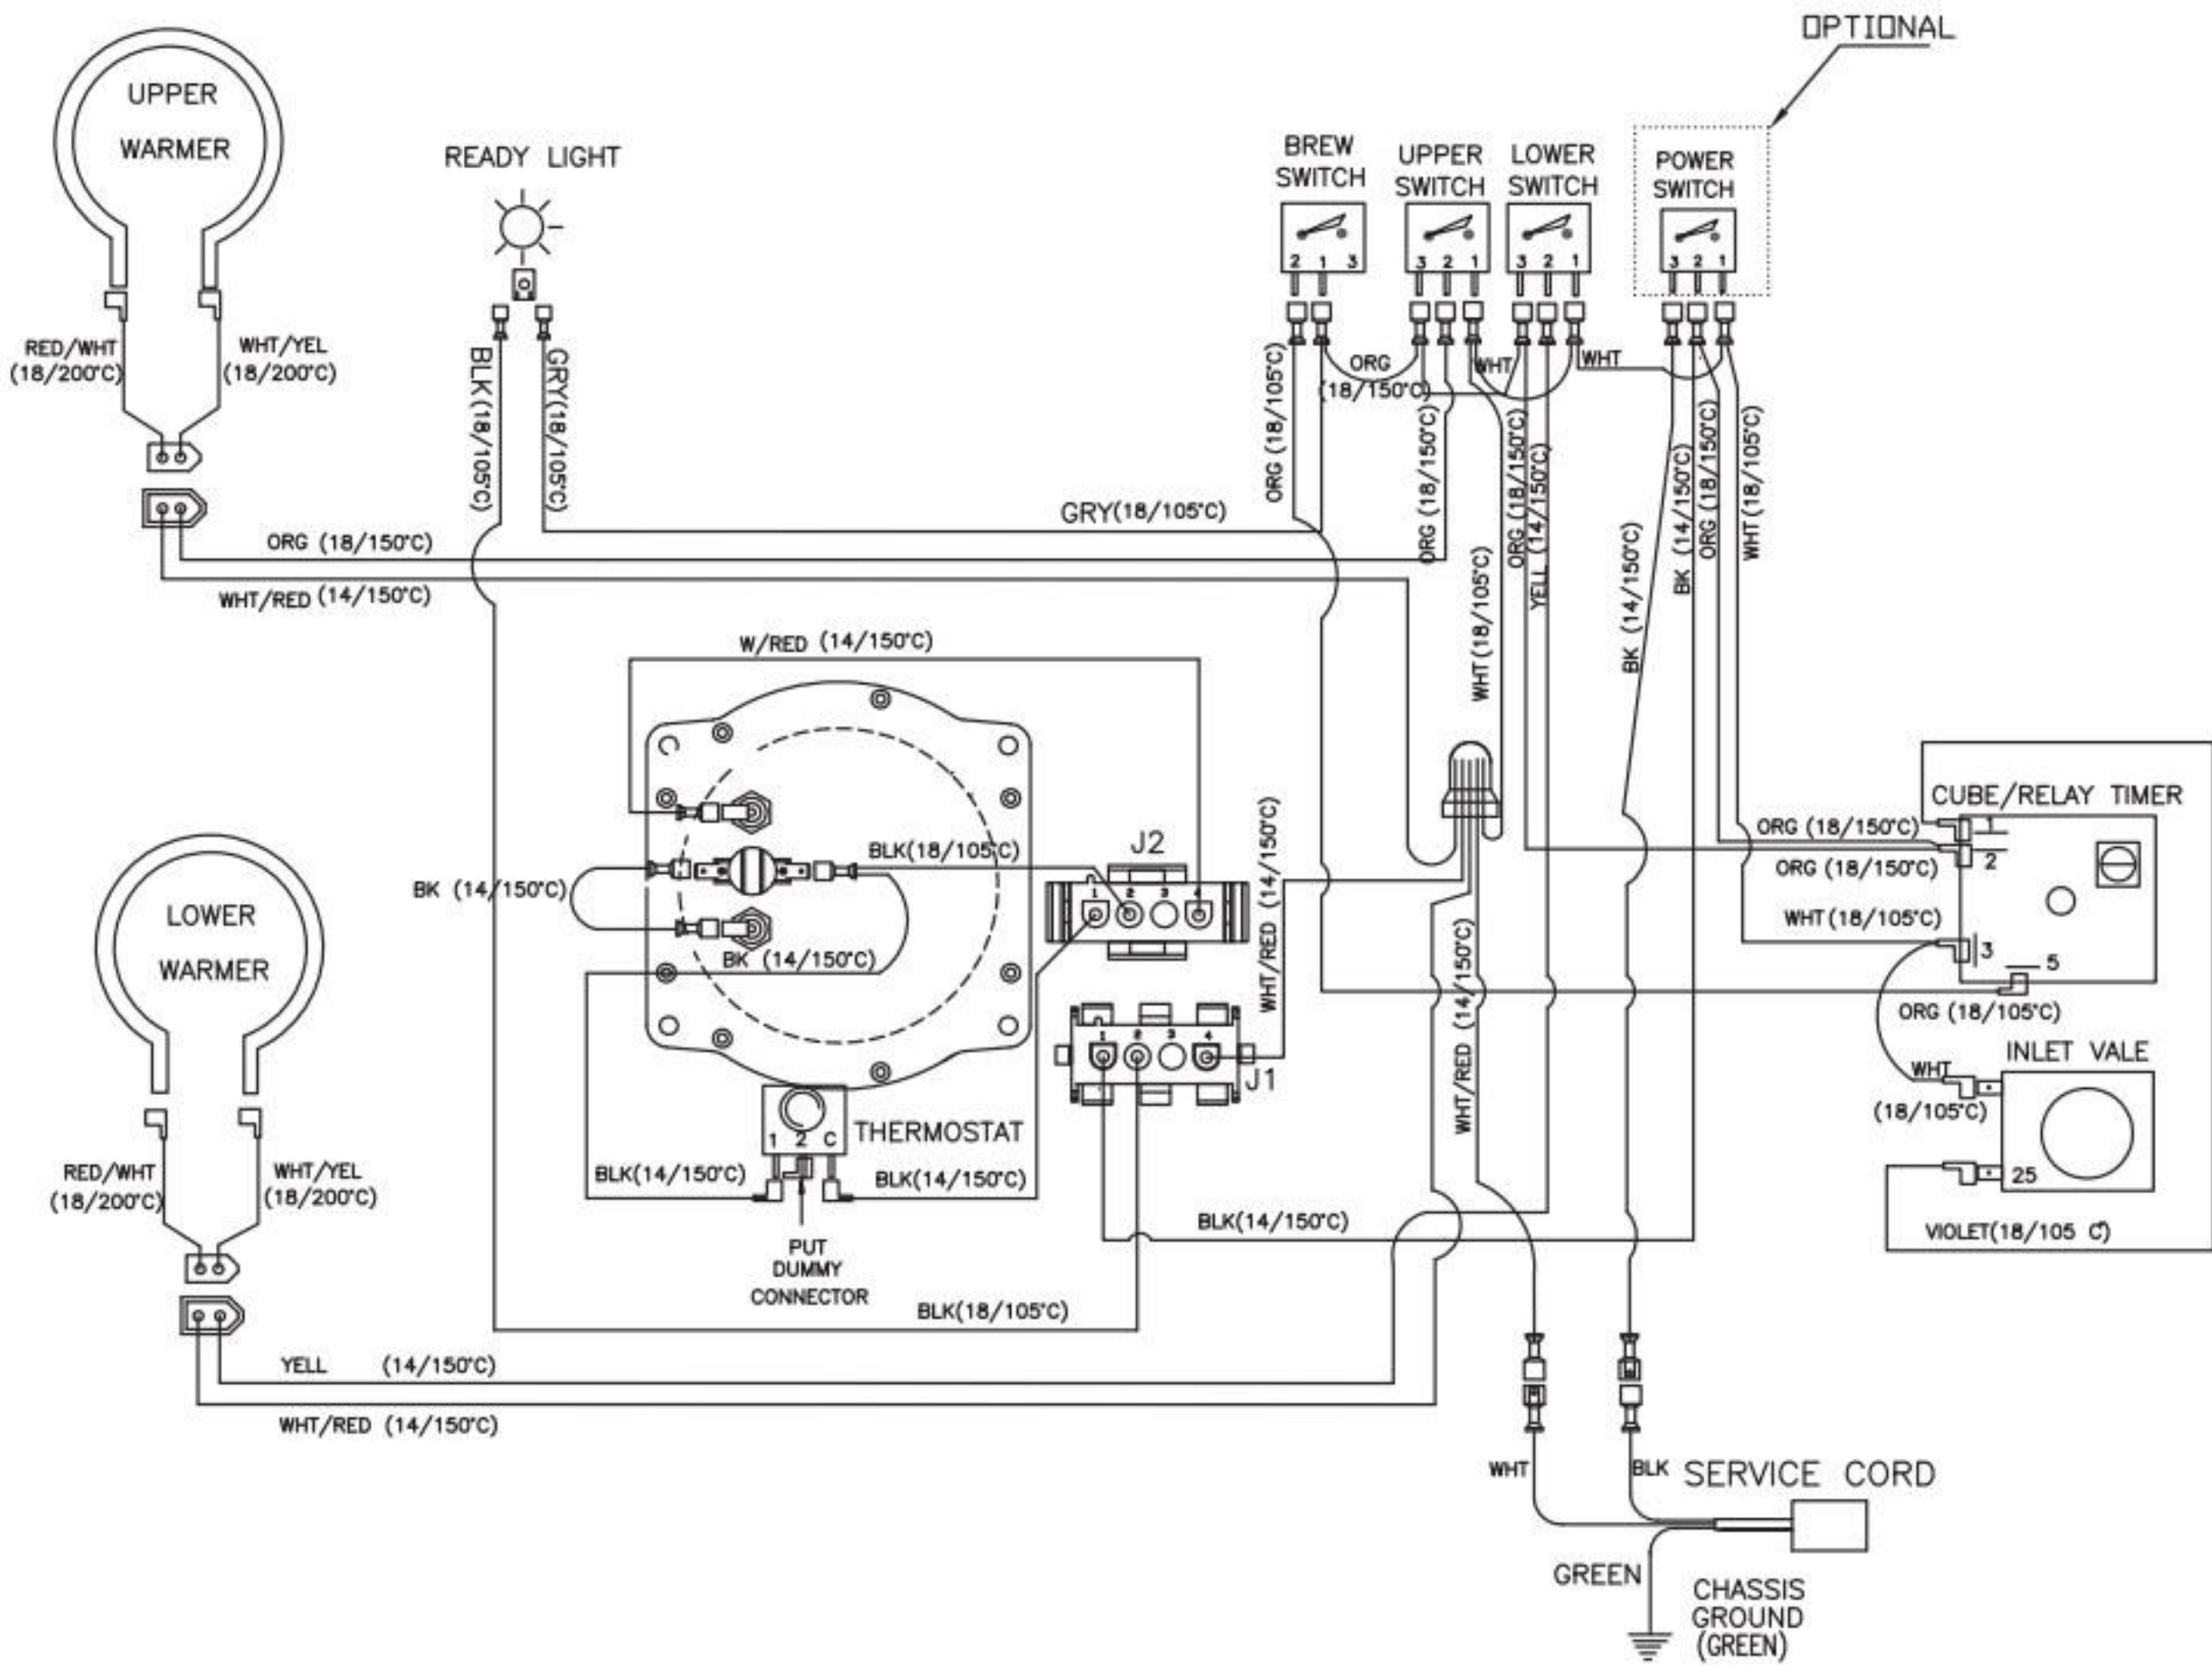 OPTIONAL
UPPER
WARMER
READY LIGHT
BREW
SWITCH
UPPER
SWITCH
LOWER
SWITCH
POWER
SWITCH
2 1 3
3 2 1
3 2 1
3 2 1
RED/WHT
(18/200°C)
WHT/YEL
(18/200°C)
BLK(18/105°C)
GRY(18/105°C)
ORG (18/105°C)
ORG
(18/150°C)
WHT
WHT
ORG (18/150°C)
ORG (18/150°C)
YELL (14/150°C)
WHT(18/105°C)
BK (14/150°C)
BK (14/150°C)
ORG (18/150°C)
WHT(18/105°C)
GRY(18/105°C)
ORG (18/150°C)
WHT/RED (14/150°C)
W/RED (14/150°C)
CUBE/RELAY TIMER
ORG (18/150°C)
1
2
ORG (18/150°C)
WHT (18/105°C)
3
5
ORG (18/105°C)
BLK(18/105°C)
BK (14/150°C)
BK (14/150°C)
J2
1 2 3 4
WHT/RED (14/150°C)
WHT/RED (14/150°C)
1 2 3 4
J1
LOWER
WARMER
INLET VALE
WHT
(18/105°C)
25
VIOLET(18/105 C)
THERMOSTAT
1 2 C
BLK(14/150°C)
BLK(14/150°C)
PUT
DUMMY
CONNECTOR
RED/WHT
(18/200°C)
WHT/YEL
(18/200°C)
BLK(14/150°C)
BLK(18/105°C)
YELL (14/150°C)
WHT/RED (14/150°C)
WHT
BLK
SERVICE CORD
GREEN
CHASSIS
GROUND
(GREEN)